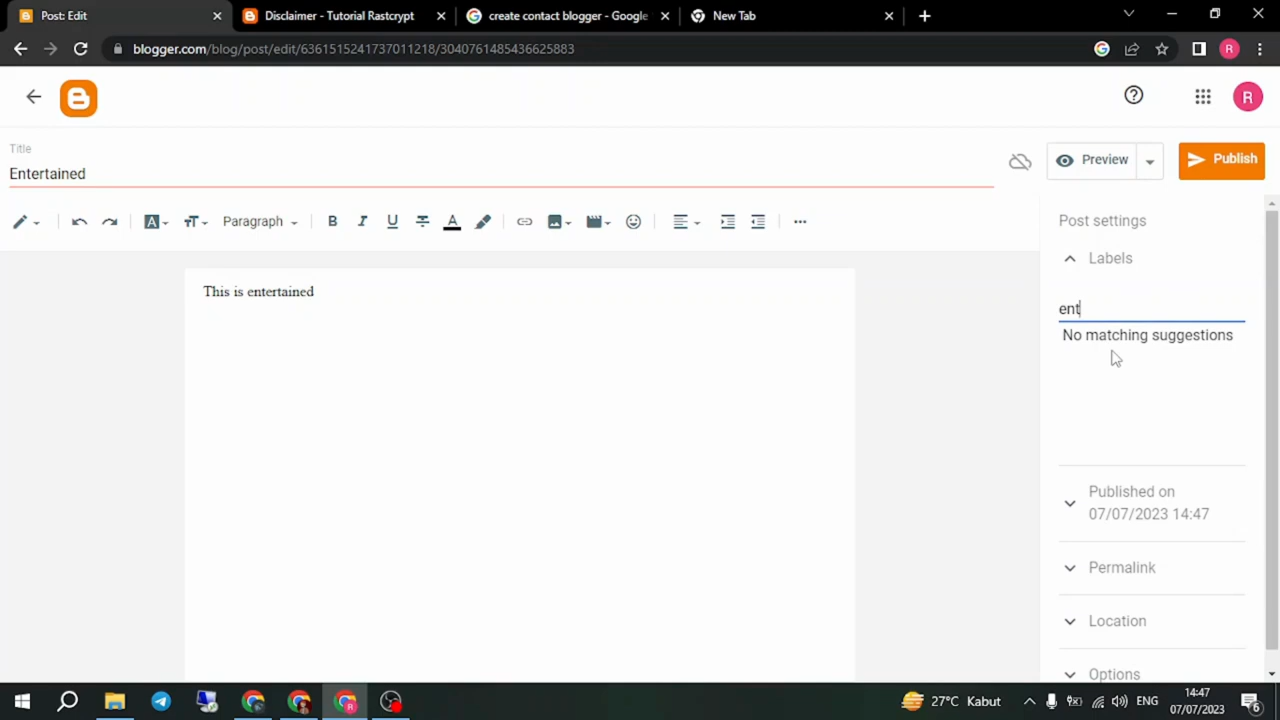 Post: Edit
Disclaimer - Tutorial Rastcrypt
create contact blogger - Google
New Tab
blogger.com/blog/post/edit/6361515241737011218/3040761485436625883
R
R
Title
Entertained
Preview
Publish
Paragraph
B I U A
This is entertained
Post settings
Labels
ent
No matching suggestions
Published on
07/07/2023 14:47
Permalink
Location
Options
27°C Kabut
ENG
14:47
07/07/2023
6